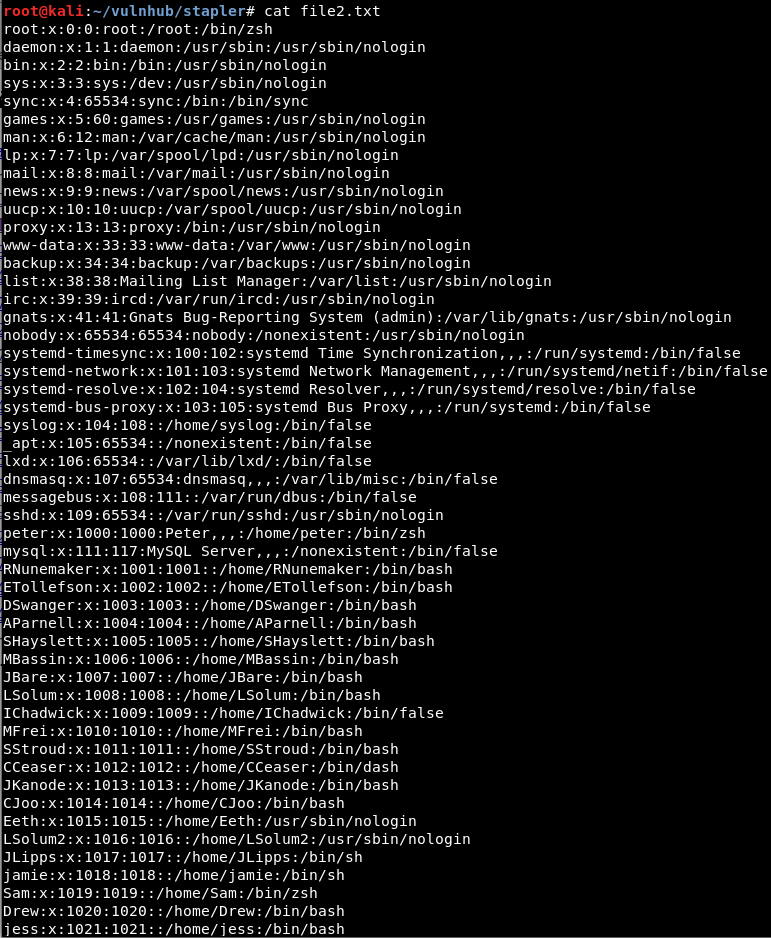 root@kali:~/vulnhub/stapler# cat file2.txt
root:x:0:0:root:/root:/bin/zsh
daemon:x:1:1:daemon:/usr/sbin:/usr/sbin/nologin
bin:x:2:2:bin:/bin:/usr/sbin/nologin
sys:x:3:3:sys:/dev:/usr/sbin/nologin
sync:x:4:65534:sync:/bin:/bin/sync
games:x:5:60:games:/usr/games:/usr/sbin/nologin
man:x:6:12:man:/var/cache/man:/usr/sbin/nologin
lp:x:7:7:lp:/var/spool/lpd:/usr/sbin/nologin
mail:x:8:8:mail:/var/mail:/usr/sbin/nologin
news:x:9:9:news:/var/spool/news:/usr/sbin/nologin
uucp:x:10:10:uucp:/var/spool/uucp:/usr/sbin/nologin
proxy:x:13:13:proxy:/bin:/usr/sbin/nologin
www-data:x:33:33:www-data:/var/www:/usr/sbin/nologin
backup:x:34:34:backup:/var/backups:/usr/sbin/nologin
list:x:38:38:Mailing List Manager:/var/list:/usr/sbin/nologin
irc:x:39:39:ircd:/var/run/ircd:/usr/sbin/nologin
gnats:x:41:41:Gnats Bug-Reporting System (admin):/var/lib/gnats:/usr/sbin/nologin
nobody:x:65534:65534:nobody:/nonexistent:/usr/sbin/nologin
systemd-timesync:x:100:102:systemd Time Synchronization,,,:/run/systemd:/bin/false
systemd-network:x:101:103:systemd Network Management,,,:/run/systemd/netif:/bin/false
systemd-resolve:x:102:104:systemd Resolver,,,:/run/systemd/resolve:/bin/false
systemd-bus-proxy:x:103:105:systemd Bus Proxy,,,:/run/systemd:/bin/false
syslog:x:104:108::/home/syslog:/bin/false
_apt:x:105:65534::/nonexistent:/bin/false
lxd:x:106:65534::/var/lib/lxd/:/bin/false
dnsmasq:x:107:65534:dnsmasq,,,:/var/lib/misc:/bin/false
messagebus:x:108:111::/var/run/dbus:/bin/false
sshd:x:109:65534::/var/run/sshd:/usr/sbin/nologin
peter:x:1000:1000:Peter,,,:/home/peter:/bin/zsh
mysql:x:111:117:MySQL Server,,,:/nonexistent:/bin/false
RNunemaker:x:1001:1001::/home/RNunemaker:/bin/bash
ETollefson:x:1002:1002::/home/ETollefson:/bin/bash
DSwanger:x:1003:1003::/home/DSwanger:/bin/bash
AParnell:x:1004:1004::/home/AParnell:/bin/bash
SHayslett:x:1005:1005::/home/SHayslett:/bin/bash
MBassin:x:1006:1006::/home/MBassin:/bin/bash
JBare:x:1007:1007::/home/JBare:/bin/bash
LSolum:x:1008:1008::/home/LSolum:/bin/bash
IChadwick:x:1009:1009::/home/IChadwick:/bin/false
MFrei:x:1010:1010::/home/MFrei:/bin/bash
SStroud:x:1011:1011::/home/SStroud:/bin/bash
CCeaser:x:1012:1012::/home/CCeaser:/bin/dash
JKanode:x:1013:1013::/home/JKanode:/bin/bash
CJoo:x:1014:1014::/home/CJoo:/bin/bash
Eeth:x:1015:1015::/home/Eeth:/usr/sbin/nologin
LSolum2:x:1016:1016::/home/LSolum2:/usr/sbin/nologin
JLipps:x:1017:1017::/home/JLipps:/bin/sh
jamie:x:1018:1018::/home/jamie:/bin/sh
Sam:x:1019:1019::/home/Sam:/bin/zsh
Drew:x:1020:1020::/home/Drew:/bin/bash
jess:x:1021:1021::/home/jess:/bin/bash